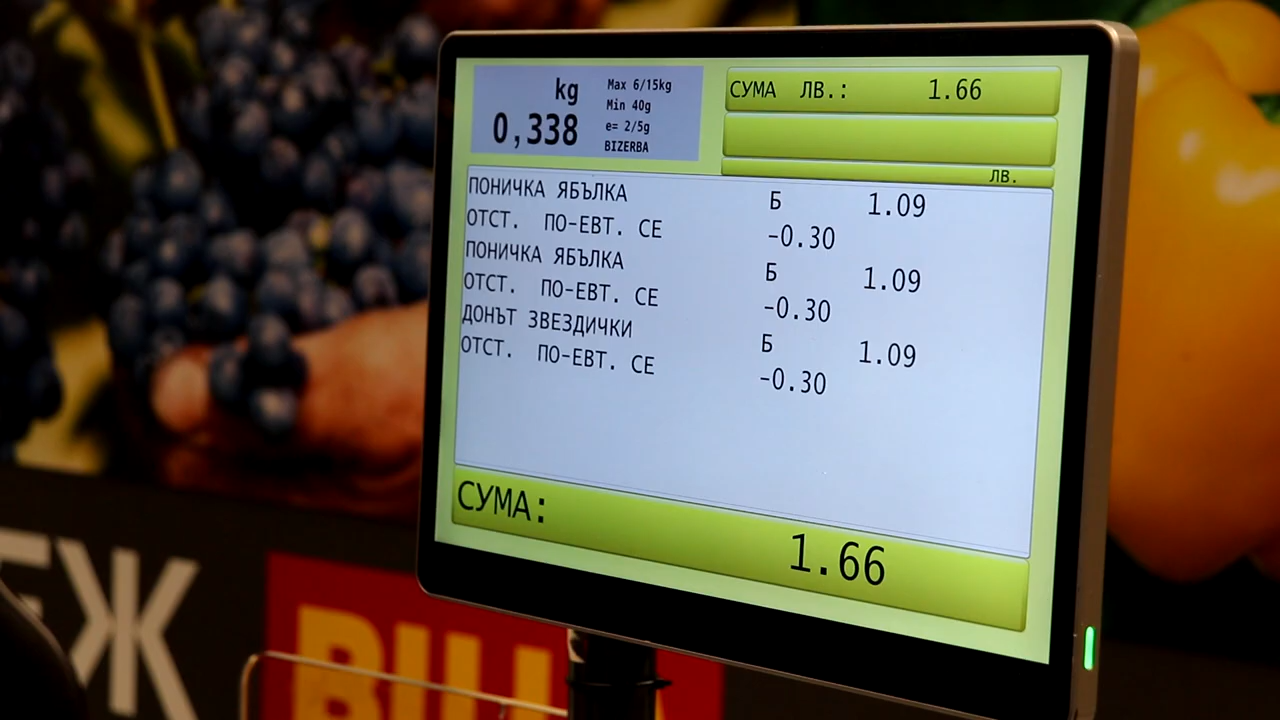 kg
0,338
Max 6/15kg
Min 40g
e= 2/5g
BIZERBA
СУМА ЛВ.: 1.66
ЛВ.
ПОНИЧКА ЯБЪЛКА Б 1.09
ОТСТ. ПО-ЕВТ. СЕ -0.30
ПОНИЧКА ЯБЪЛКА Б 1.09
ОТСТ. ПО-ЕВТ. СЕ -0.30
ДОНЪТ ЗВЕЗДИЧКИ Б 1.09
ОТСТ. ПО-ЕВТ. СЕ -0.30
СУМА: 1.66